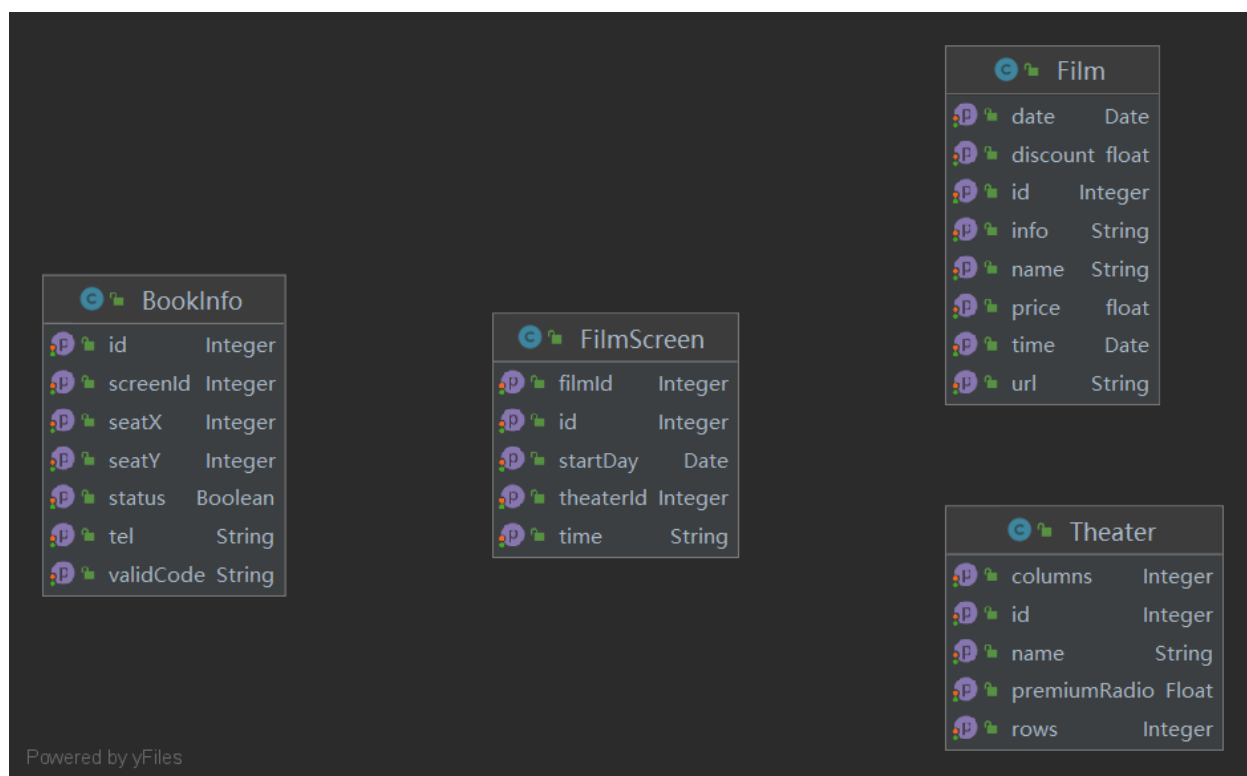 BookInfo
id Integer
screenId Integer
seatX Integer
seatY Integer
status Boolean
tel String
validCode String
FilmScreen
filmId Integer
id Integer
startDay Date
theaterId Integer
time String
Film
date Date
discount float
id Integer
info String
name String
price float
time Date
url String
Theater
columns Integer
id Integer
name String
premiumRadio Float
rows Integer
Powered by yFiles